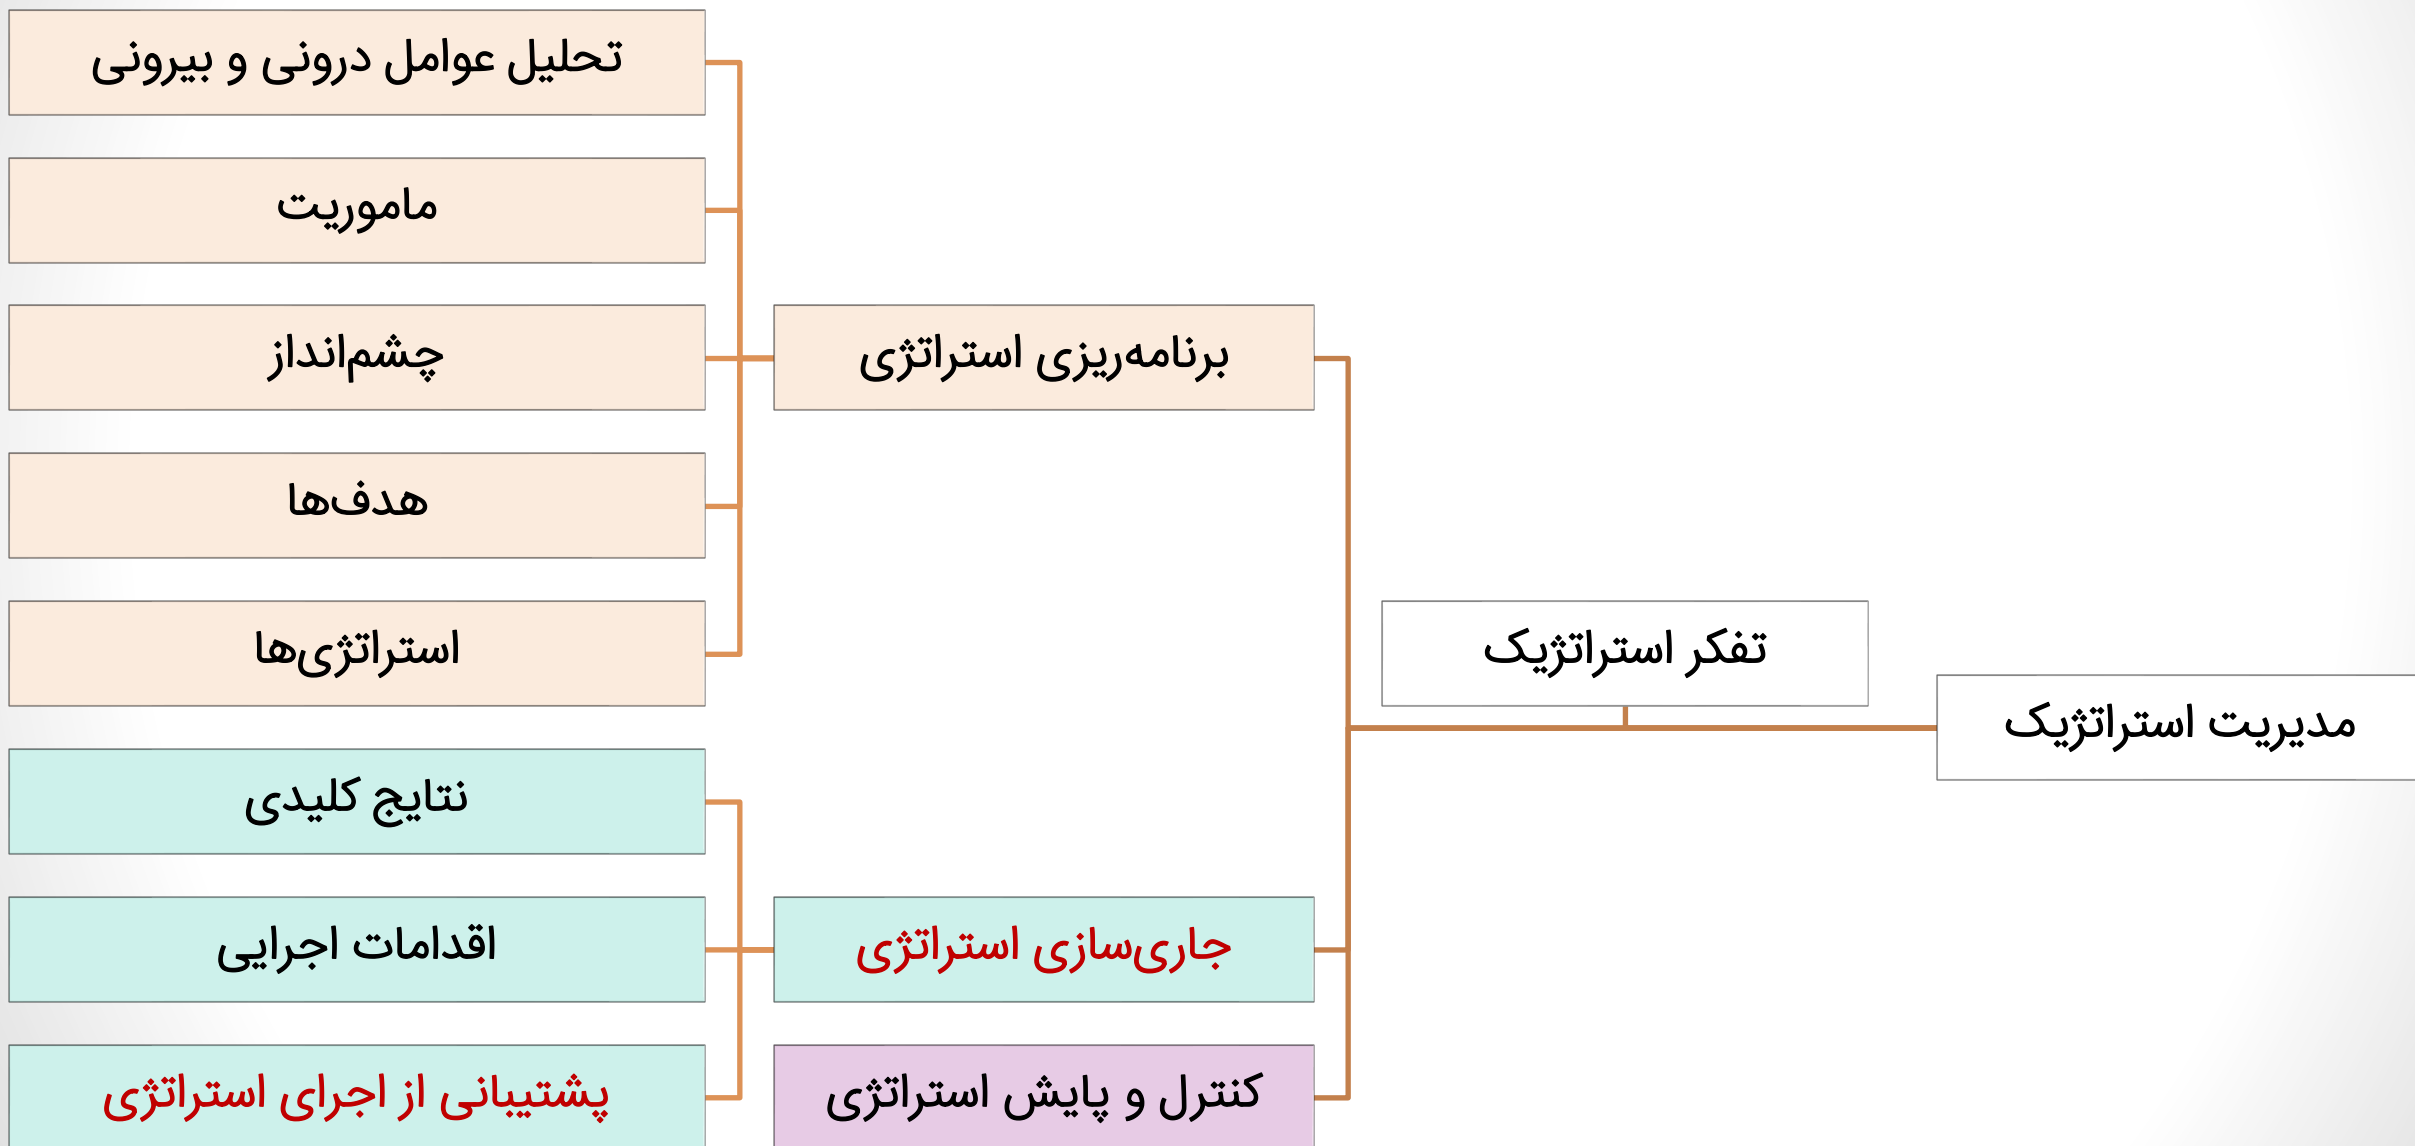 مدیریت استراتژیک
تفکر استراتژیک
برنامه‌ریزی استراتژی
تحلیل عوامل درونی و بیرونی
ماموریت
چشم‌انداز
هدف‌ها
استراتژی‌ها
جاری‌سازی استراتژی
نتایج کلیدی
اقدامات اجرایی
پشتیبانی از اجرای استراتژی
کنترل و پایش استراتژی